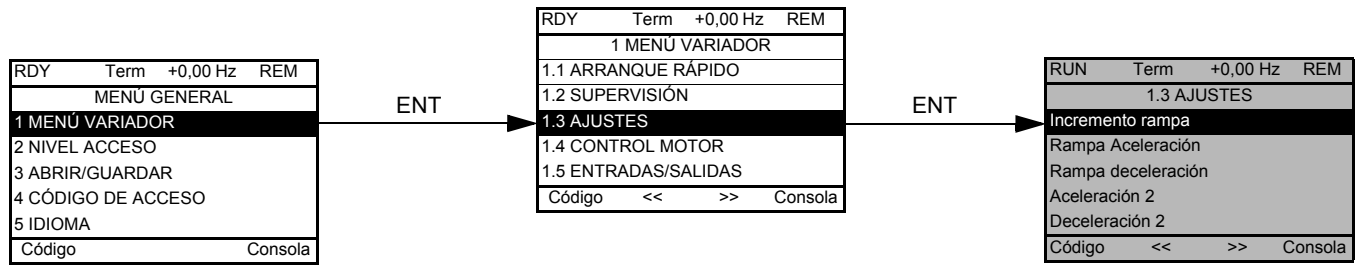 RDY Term +0,00 Hz REM
MENÚ GENERAL
1 MENÚ VARIADOR
2 NIVEL ACCESO
3 ABRIR/GUARDAR
4 CÓDIGO DE ACCESO
5 IDIOMA
Código Consola
ENT
RDY Term +0,00 Hz REM
1 MENÚ VARIADOR
1.1 ARRANQUE RÁPIDO
1.2 SUPERVISIÓN
1.3 AJUSTES
1.4 CONTROL MOTOR
1.5 ENTRADAS/SALIDAS
Código << >> Consola
ENT
RUN Term +0,00 Hz REM
1.3 AJUSTES
Incremento rampa
Rampa Aceleración
Rampa deceleración
Aceleración 2
Deceleración 2
Código << >> Consola